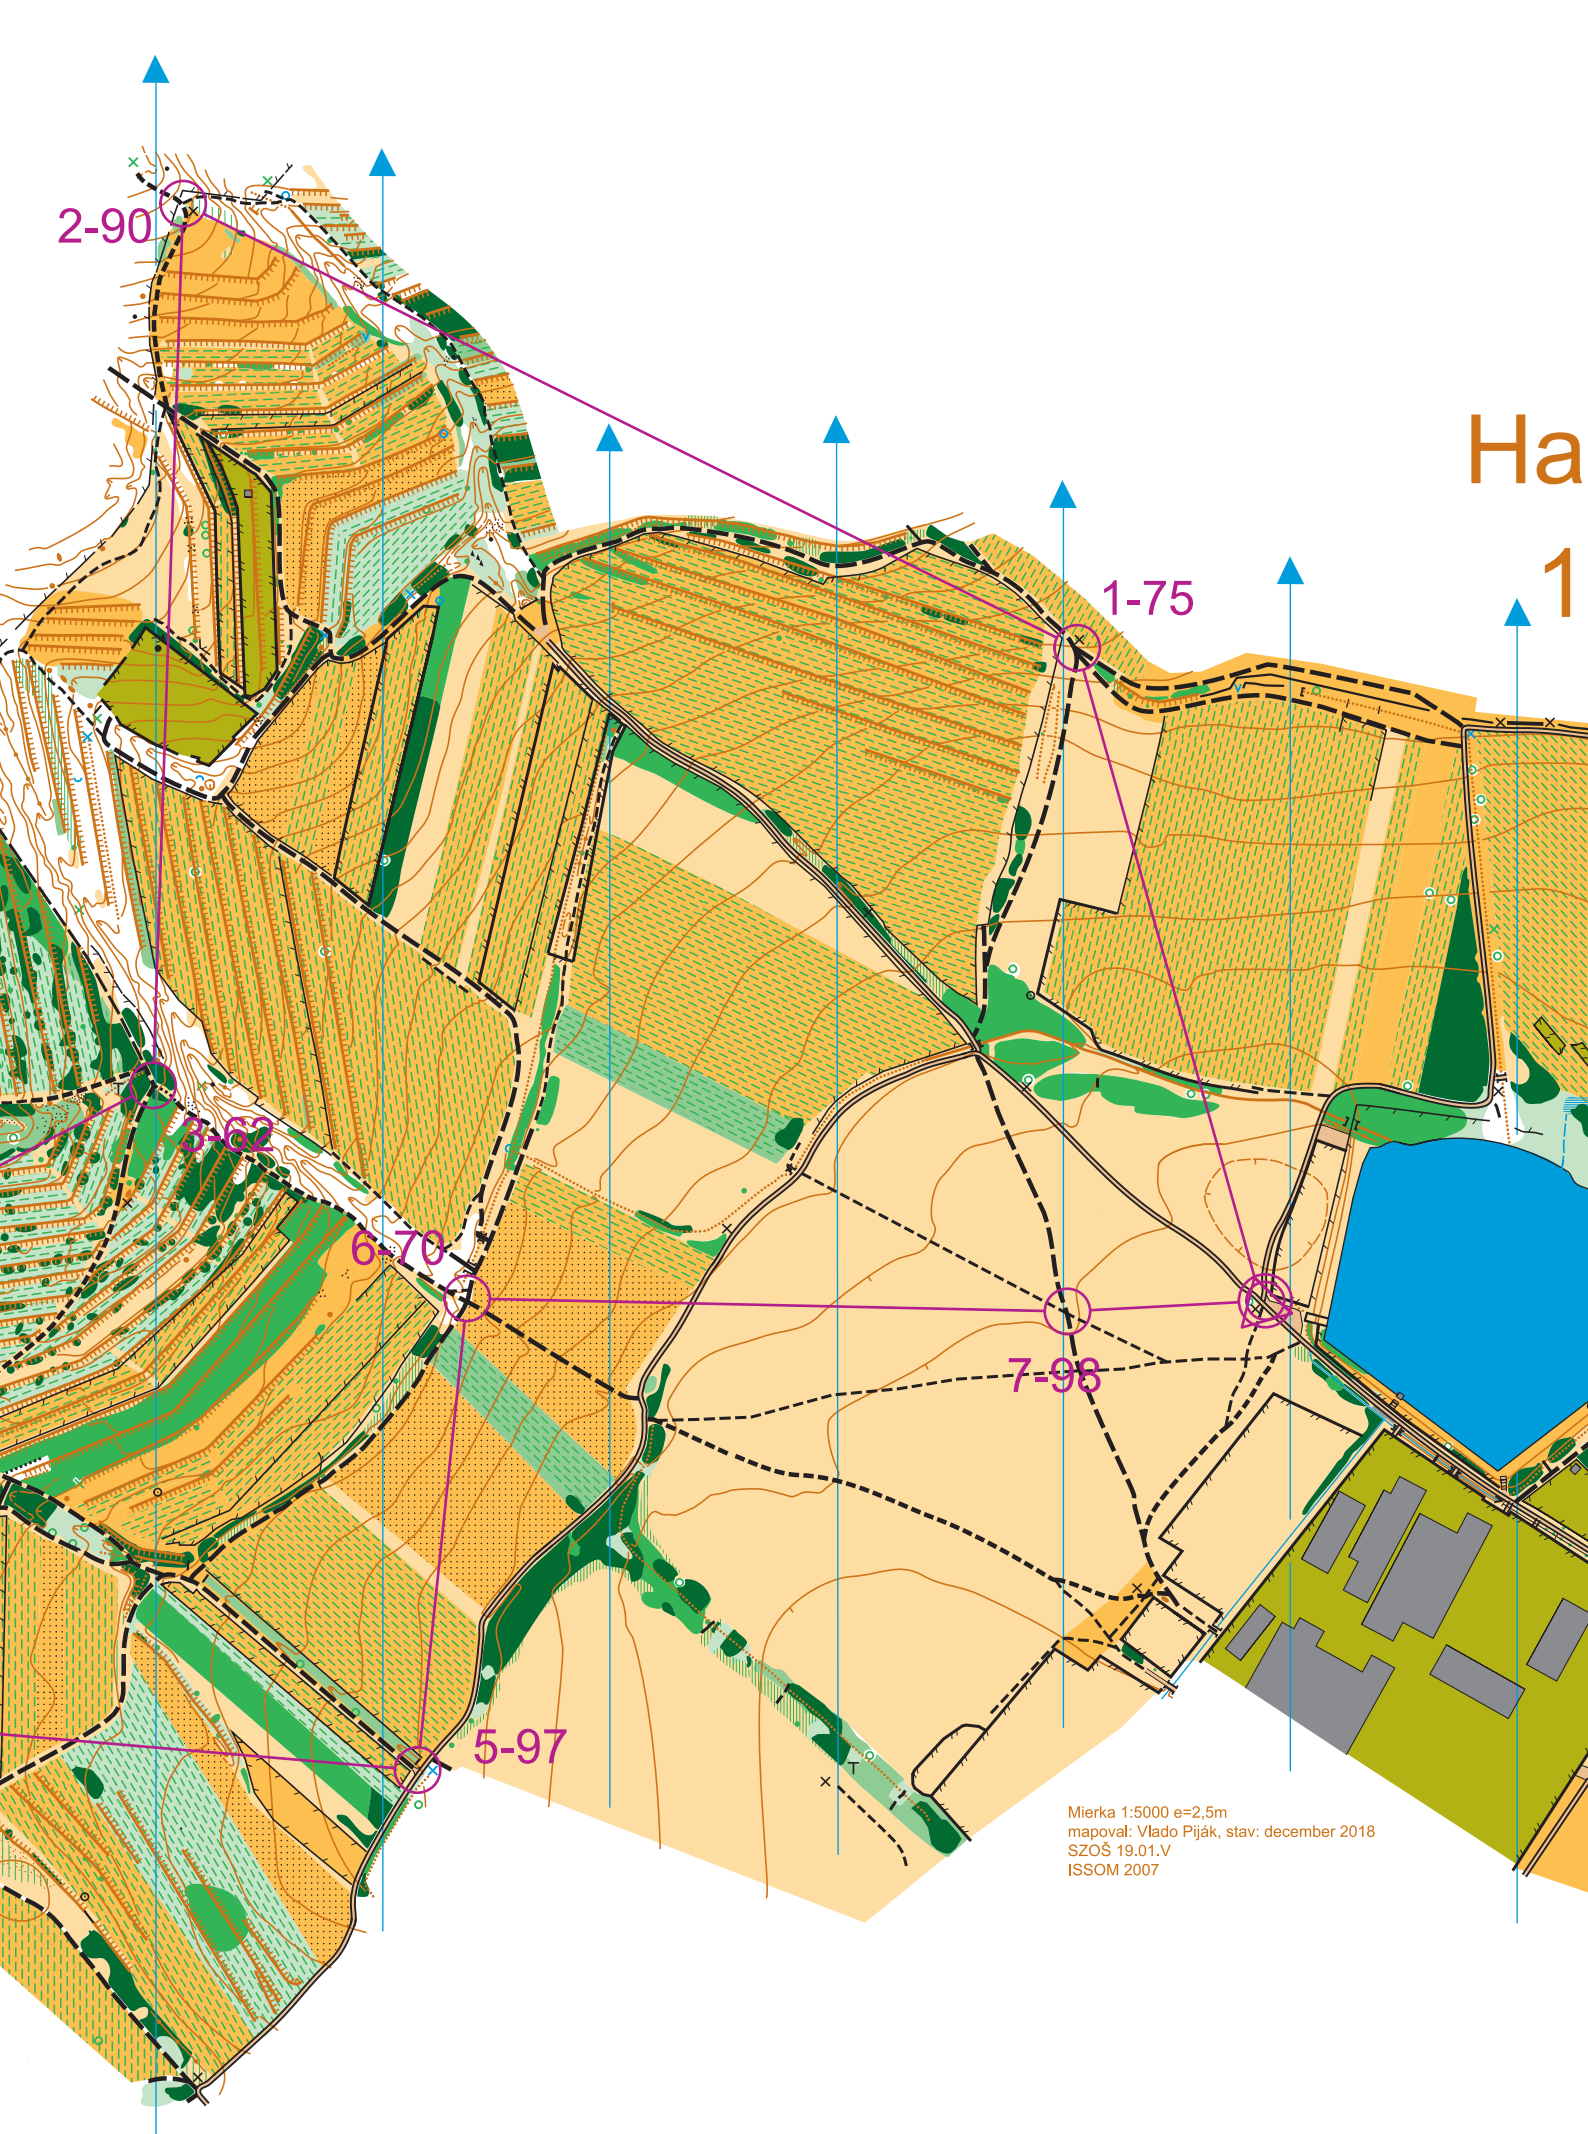 2-90
Ha
1-75
1
3-62
6-70
7-98
5-97
Mierka 1:5000 e=2,5m
mapoval: Vlado Piják, stav: december 2018
SZOŠ 19.01.V
ISSOM 2007